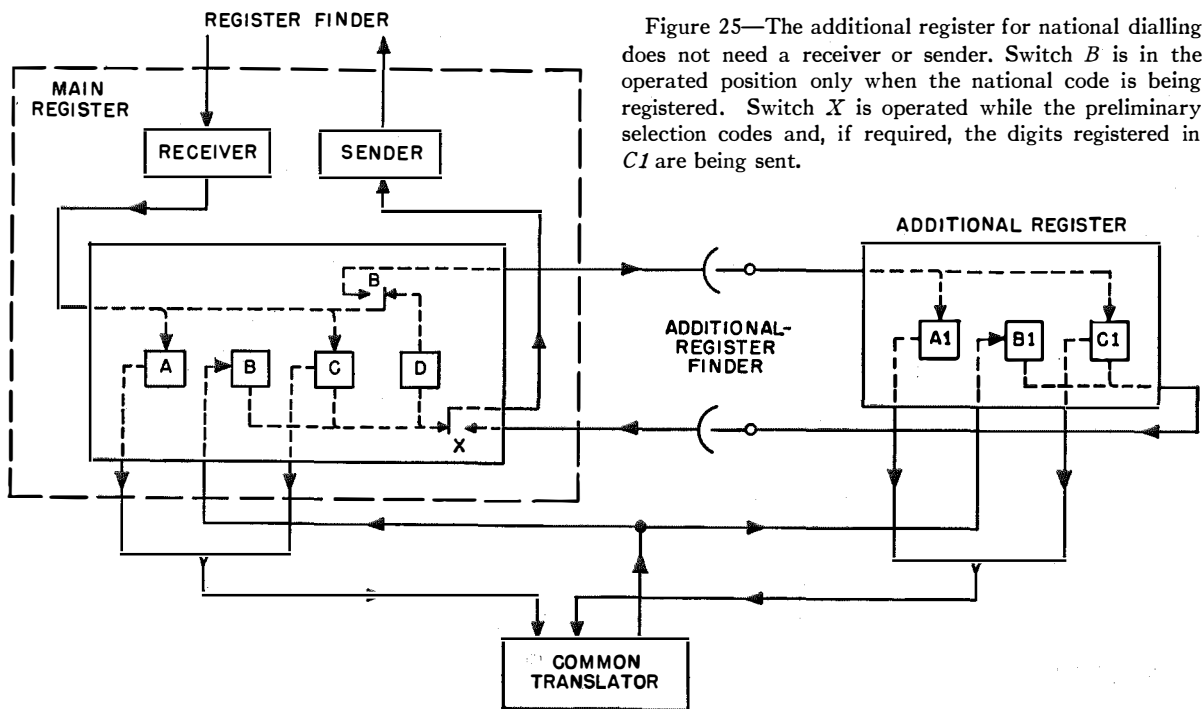 REGISTER FINDER
Figure 25—The additional register for national dialling
does not need a receiver or sender. Switch B is in the
operated position only when the national code is being
registered. Switch X is operated while the preliminary
selection codes and, if required, the digits registered in
C1 are being sent.
MAIN
REGISTER
RECEIVER
SENDER
ADDITIONAL REGISTER
B
A
B
C
D
X
ADDITIONAL-
REGISTER
FINDER
A1
B1
C1
COMMON
TRANSLATOR